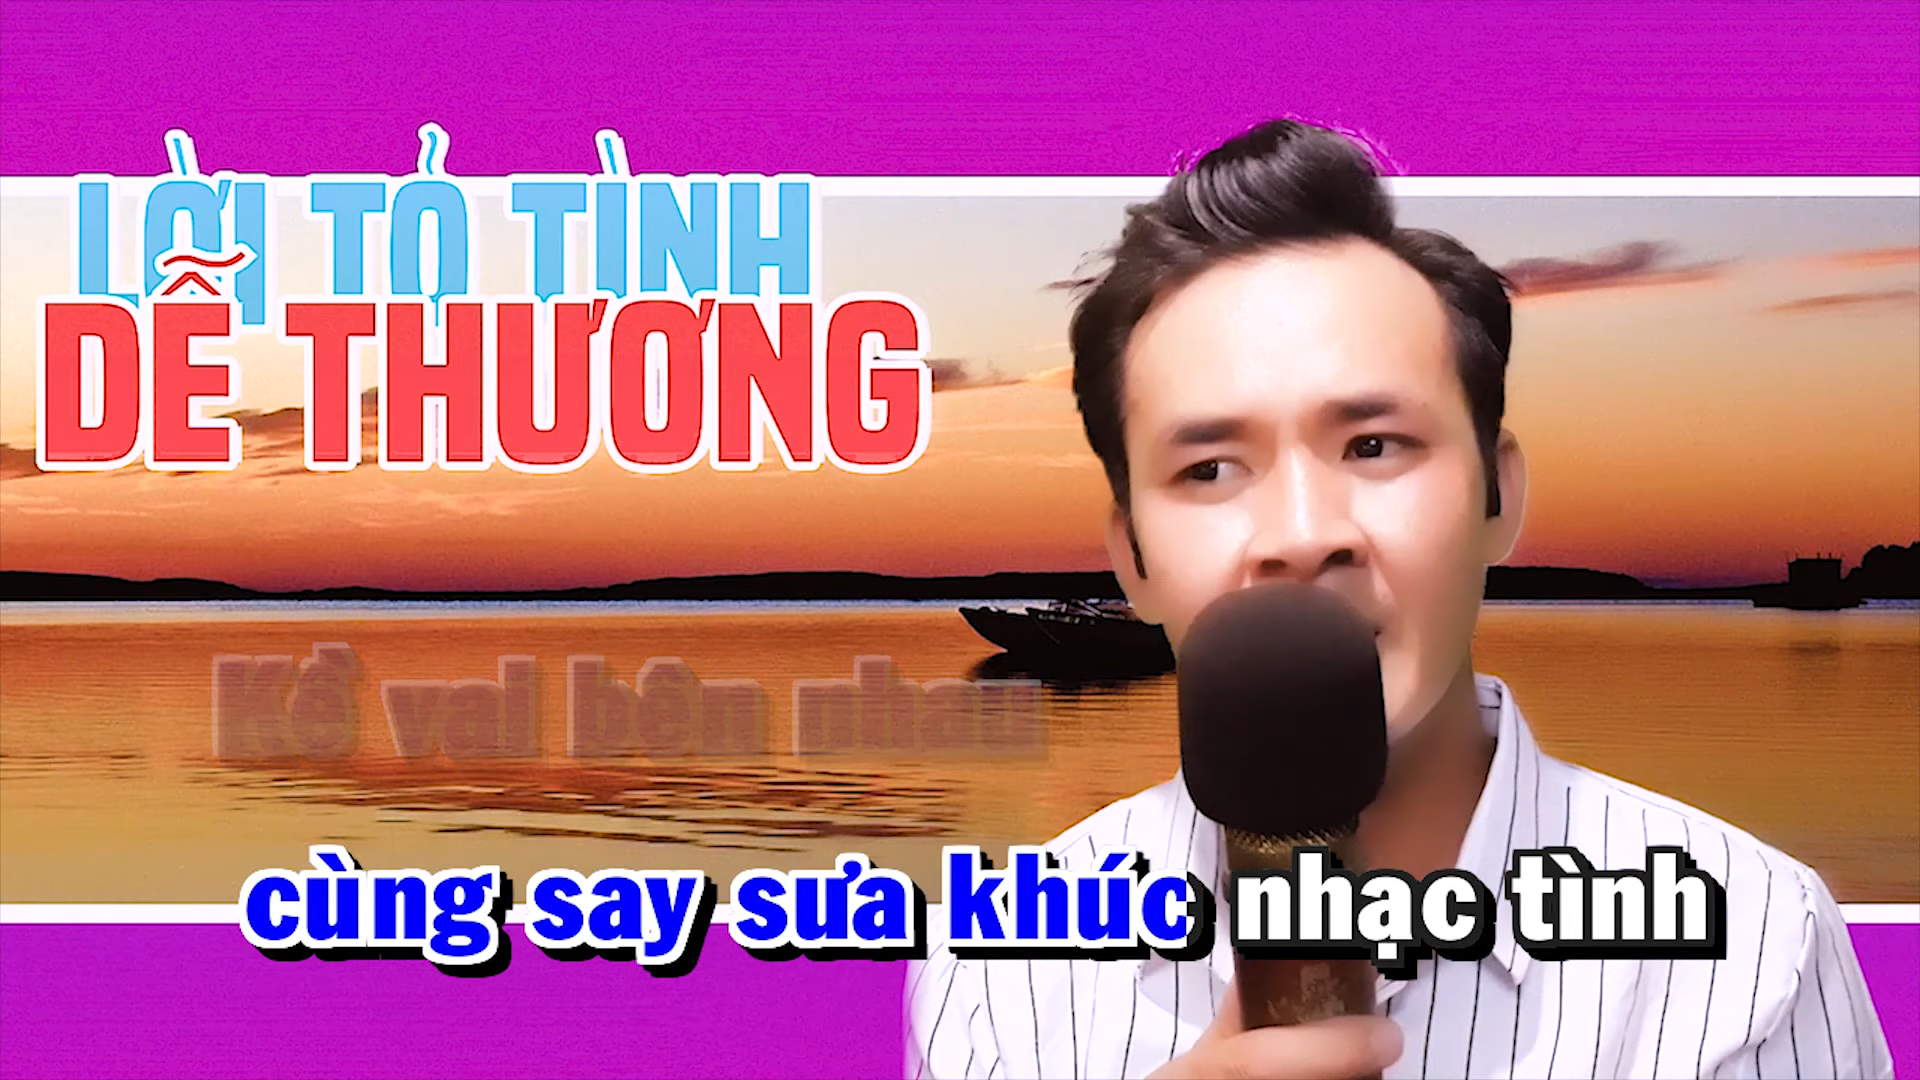 LỜI TỎ TÌNH
DỄ THƯƠNG
Kề vai bên nhau
cùng say sưa khúc nhạc tình